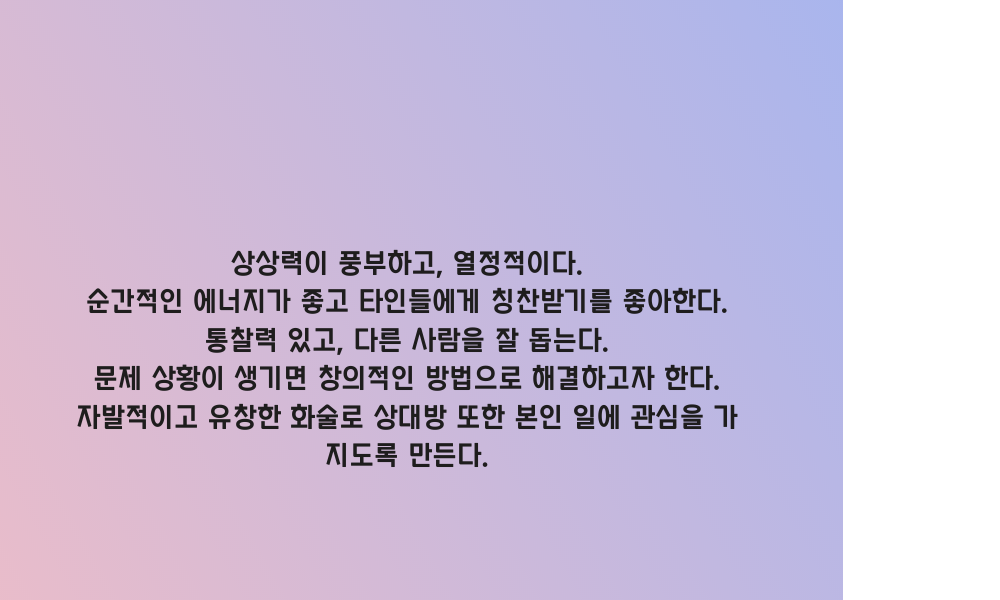 상상력이 풍부하고, 열정적이다.
순간적인 에너지가 좋고 타인들에게 칭찬받기를 좋아한다.
통찰력 있고, 다른 사람을 잘 돕는다.
문제 상황이 생기면 창의적인 방법으로 해결하고자 한다.
자발적이고 유창한 화술로 상대방 또한 본인 일에 관심을 가
지도록 만든다.